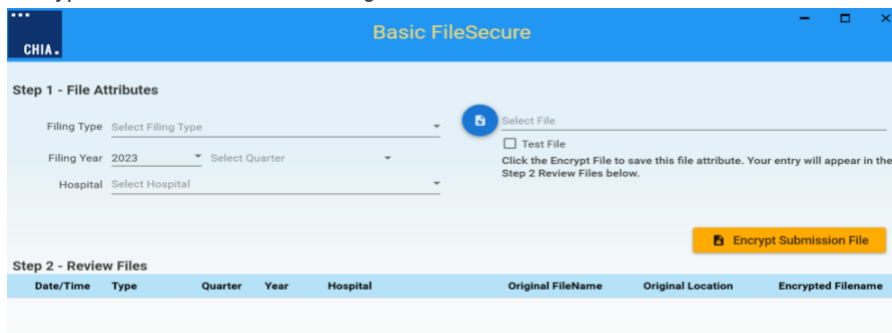 CHIA.
Basic FileSecure
Step 1 - File Attributes
Filing Type Select Filing Type
Select File
Test File
Filing Year 2023 Select Quarter
Click the Encrypt File to save this file attribute. Your entry will appear in the
Step 2 Review Files below.
Hospital Select Hospital
Encrypt Submission File
Step 2 - Review Files
Date/Time Type Quarter Year Hospital Original FileName Original Location Encrypted Filename